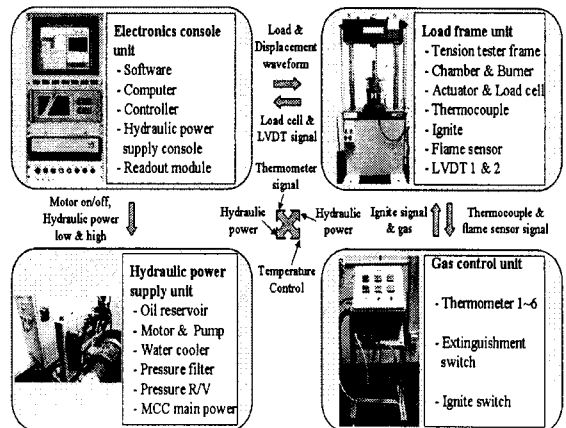 Electronics console
unit
- Software
- Computer
- Controller
- Hydraulic power
supply console
- Readout module
Load &
Displacement
waveform
Load cell &
LVDT signal
Load frame unit
- Tension tester frame
- Chamber & Burner
- Actuator & Load cell
- Thermocouple
- Ignite
- Flame sensor
- LVDT 1 & 2
Motor on/off,
Hydraulic power
low & high
Thermometer
signal
Hydraulic
power
Hydraulic
power
Temperature
Control
Ignite signal
& gas
Thermocouple &
flame sensor signal
Hydraulic power
supply unit
- Oil reservoir
- Motor & Pump
- Water cooler
- Pressure filter
- Pressure R/V
- MCC main power
Gas control unit
- Thermometer 1~6
- Extinguishment
switch
- Ignite switch